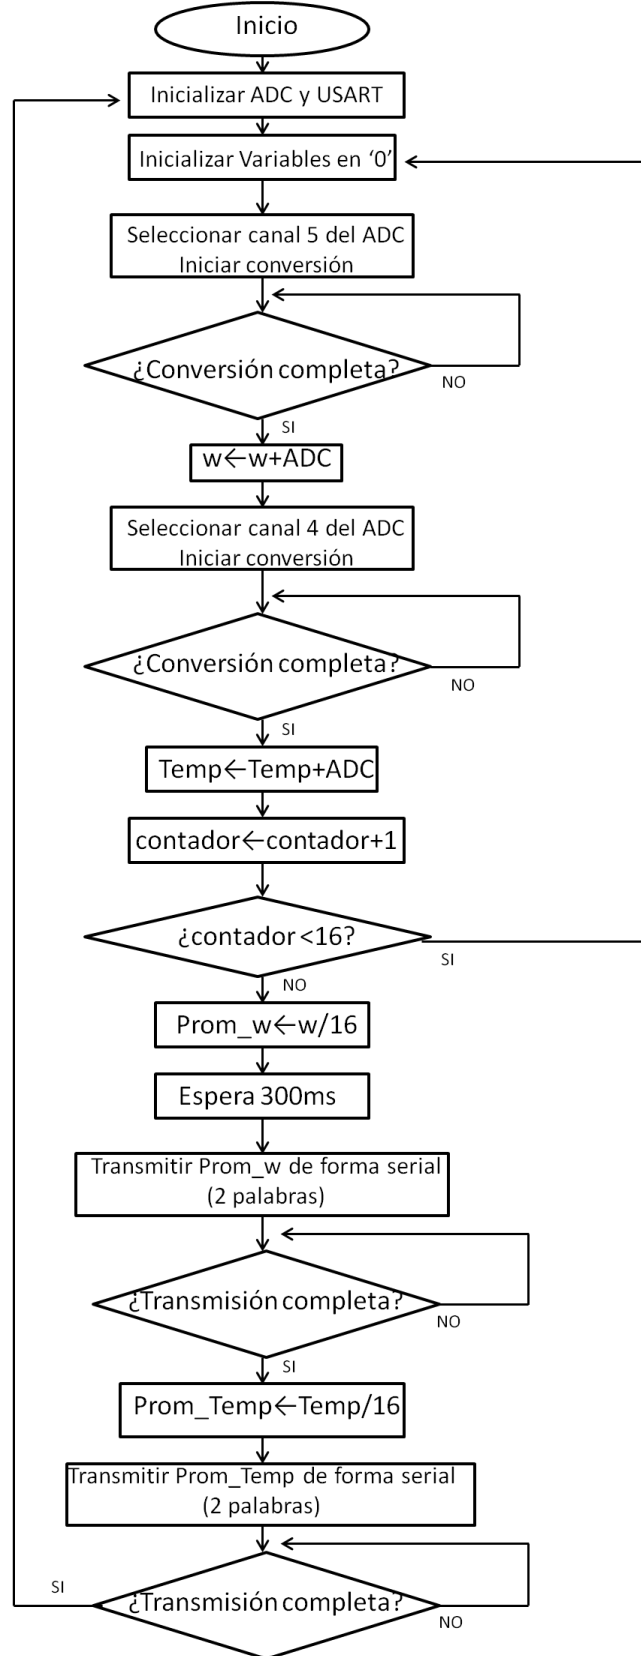 Inicio
Inicializar ADC y USART
Inicializar Variables en ‘0’
Seleccionar canal 5 del ADC
Iniciar conversión
¿Conversión completa?
NO
SI
w←w+ADC
Seleccionar canal 4 del ADC
Iniciar conversión
¿Conversión completa?
NO
SI
Temp←Temp+ADC
contador←contador+1
¿contador <16?
SI
NO
Prom_w←w/16
Espera 300ms
Transmitir Prom_w de forma serial
(2 palabras)
¿Transmisión completa?
NO
SI
Prom_Temp←Temp/16
Transmitir Prom_Temp de forma serial
(2 palabras)
SI
¿Transmisión completa?
NO